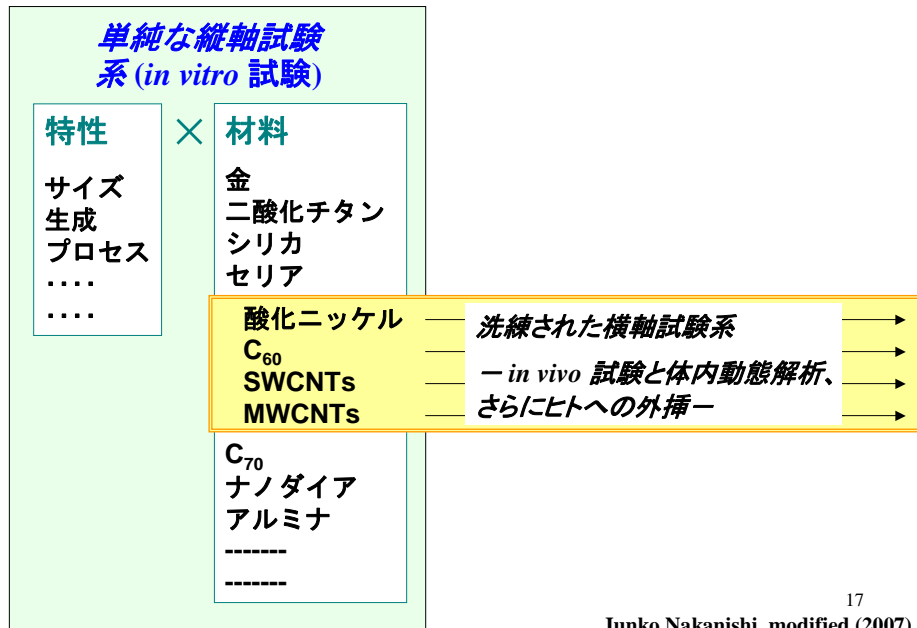 単純な縦軸試験
系 (in vitro 試験)
特性
×
材料
サイズ
生成
プロセス
....
....
金
二酸化チタン
シリカ
セリア
酸化ニッケル
C60
SWCNTs
MWCNTs
洗練された横軸試験系
－in vivo 試験と体内動態解析、
さらにヒトへの外挿－
C70
ナノダイア
アルミナ
-------
-------
17
Junko Nakanishi, modified (2007)